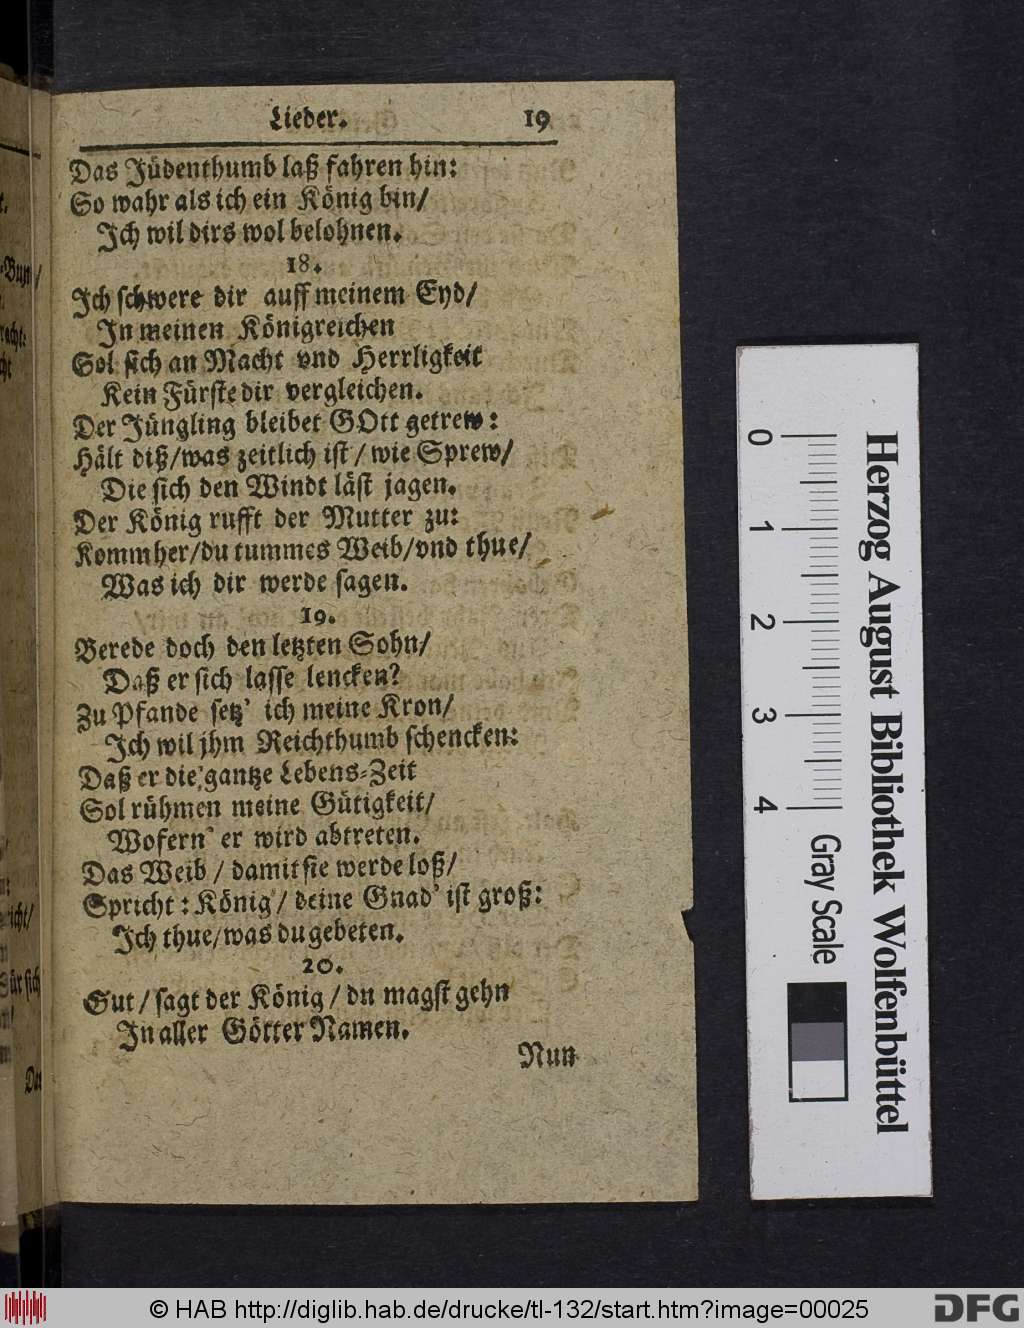 Lieder. 19
Das Jüdenthumb laß fahren hin:
So wahr als ich ein König bin/
Ich wil dirs wol belohnen.
18.
Ich schwere dir auff meinem Eyd/
In meinen Königreichen
Sol sich an Macht vnd Herrligkeit
Kein Fürste dir vergleichen.
Der Jüngling bleibet GOtt getrew:
Hält diß/was zeitlich ist/ wie Sprew/
Die sich den Windt läst jagen.
Der König rufft der Mutter zu:
Komm her/du tummes Weib/vnd thue/
Was ich dir werde sagen.
19.
Berede doch den letzten Sohn/
Daß er sich lasse lencken?
Zu Pfande setz' ich meine Kron/
Ich wil jhm Reichthumb schencken:
Daß er die gantze Lebens-Zeit
Sol rühmen meine Gütigkeit/
Wofern' er wird abtreten.
Das Weib / damit sie werde loß/
Spricht: König/ deine Gnad' ist groß:
Ich thue/was du gebeten.
20.
Gut/ sagt der König/ du magst gehn
In aller Götter Namen.
Nun
Herzog August Bibliothek Wolfenbüttel
0 1 2 3 4
Gray Scale
© HAB http://diglib.hab.de/drucke/tl-132/start.htm?image=00025
DFG